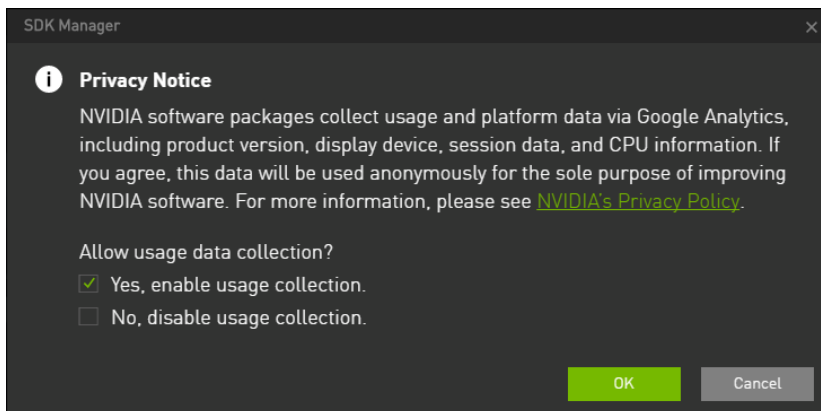 SDK Manager
Privacy Notice
NVIDIA software packages collect usage and platform data via Google Analytics,
including product version, display device, session data, and CPU information. If
you agree, this data will be used anonymously for the sole purpose of improving
NVIDIA software. For more information, please see NVIDIA's Privacy Policy.
Allow usage data collection?
Yes, enable usage collection.
No, disable usage collection.
OK Cancel